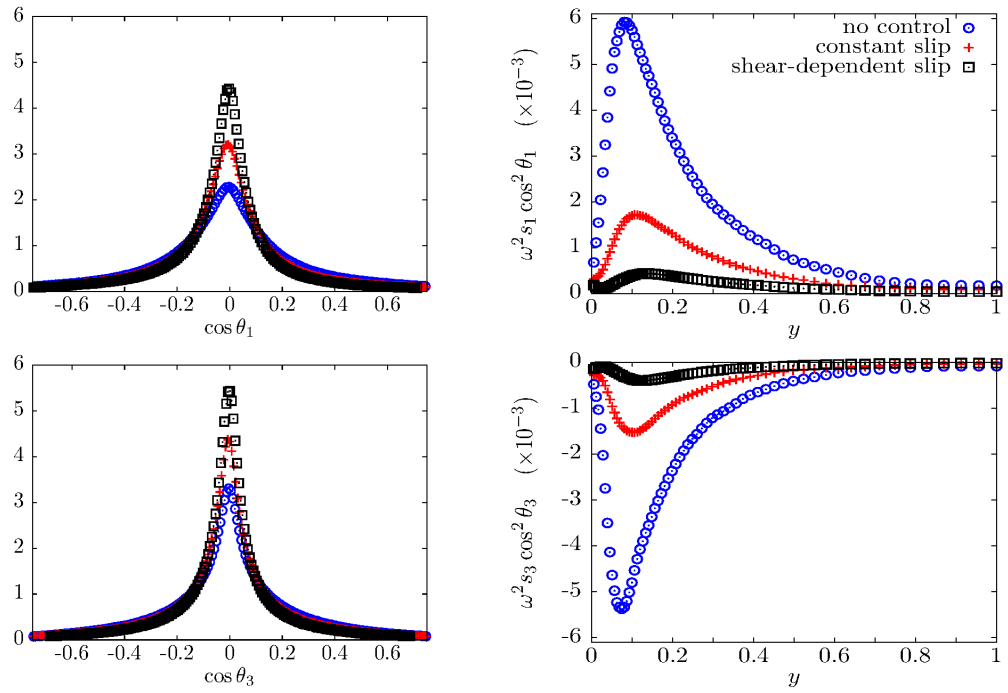 6
5
4
3
2
1
0
-0.6 -0.4 -0.2 0 0.2 0.4 0.6
cos θ₁
6
5
4
3
2
1
0
0 0.2 0.4 0.6 0.8 1
y
ω²s₁ cos² θ₁ (×10⁻³)
no control
constant slip
shear-dependent slip
6
5
4
3
2
1
0
-0.6 -0.4 -0.2 0 0.2 0.4 0.6
cos θ₃
0
-1
-2
-3
-4
-5
-6
0 0.2 0.4 0.6 0.8 1
y
ω²s₃ cos² θ₃ (×10⁻³)